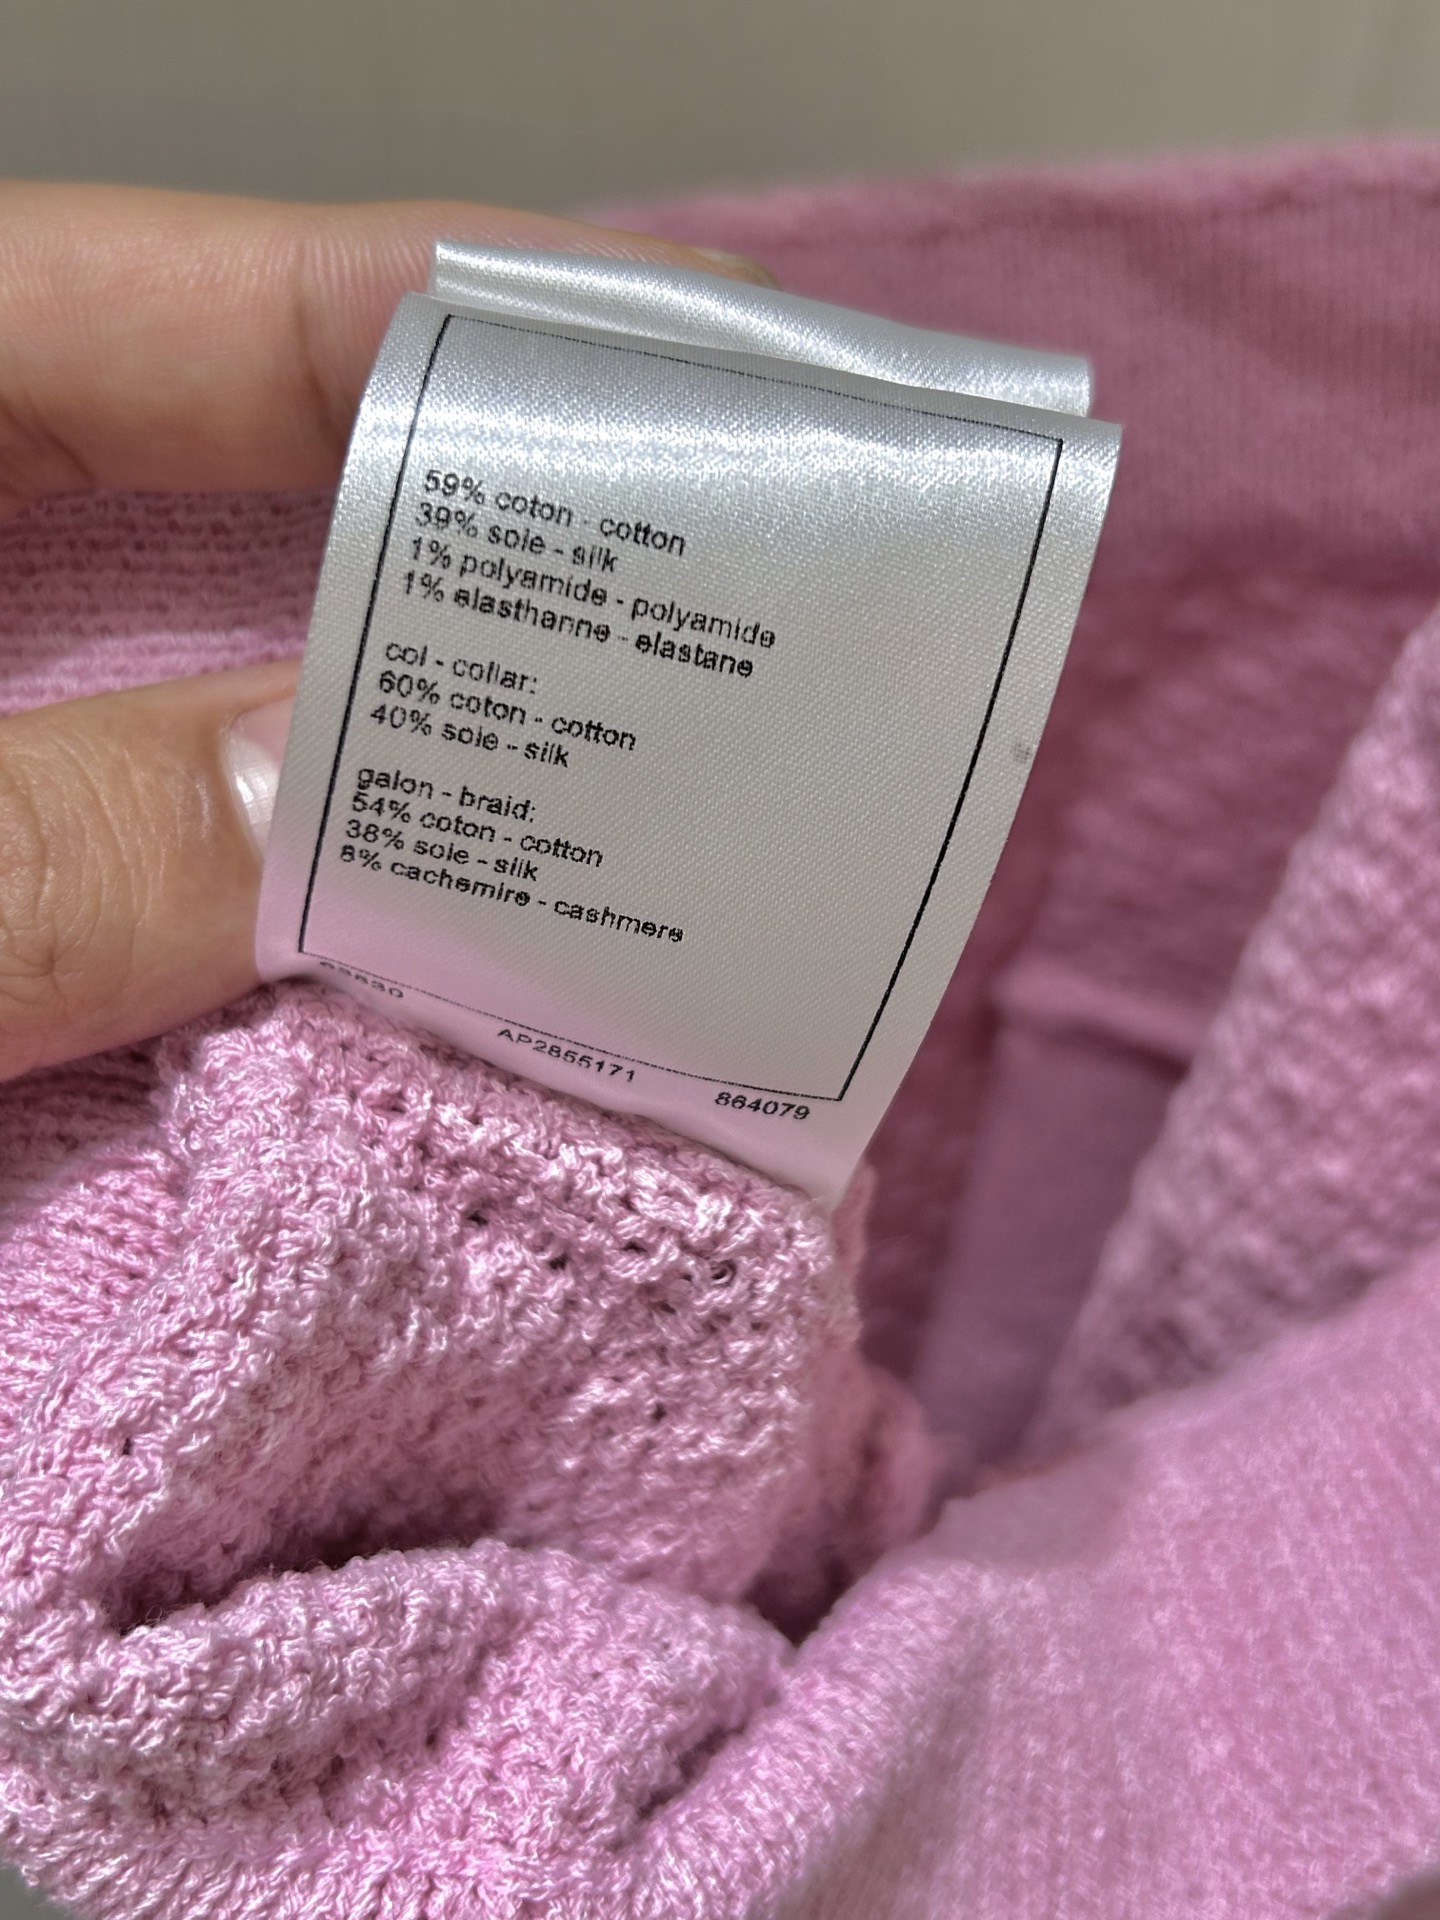 59% coton - cotton
39% soie - silk
1% polyamide - polyamide
1% elasthanne - elastane
col - collar:
60% coton - cotton
40% soie - silk
galon - braid:
54% coton - cotton
38% soie - silk
8% cachemire - cashmere
AP2855171
864079